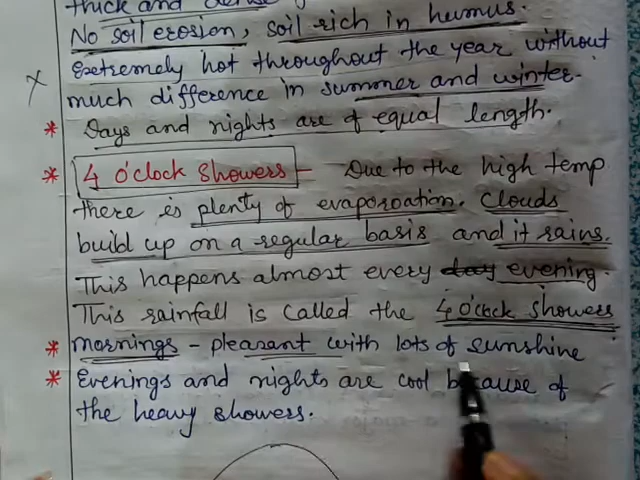 thick and dense
No soil erosion, soil rich in humus.
Extremely hot throughout the year without
much difference in summer and winter.
* Days and nights are of equal length.
* 4 o'clock showers - Due to the high temp
there is plenty of evaporation. Clouds
build up on a regular basis and it rains.
This happens almost every day evening.
This rainfall is called the 4 o'clock showers
* mornings - pleasant with lots of sunshine
* Evenings and nights are cool because of
the heavy showers.